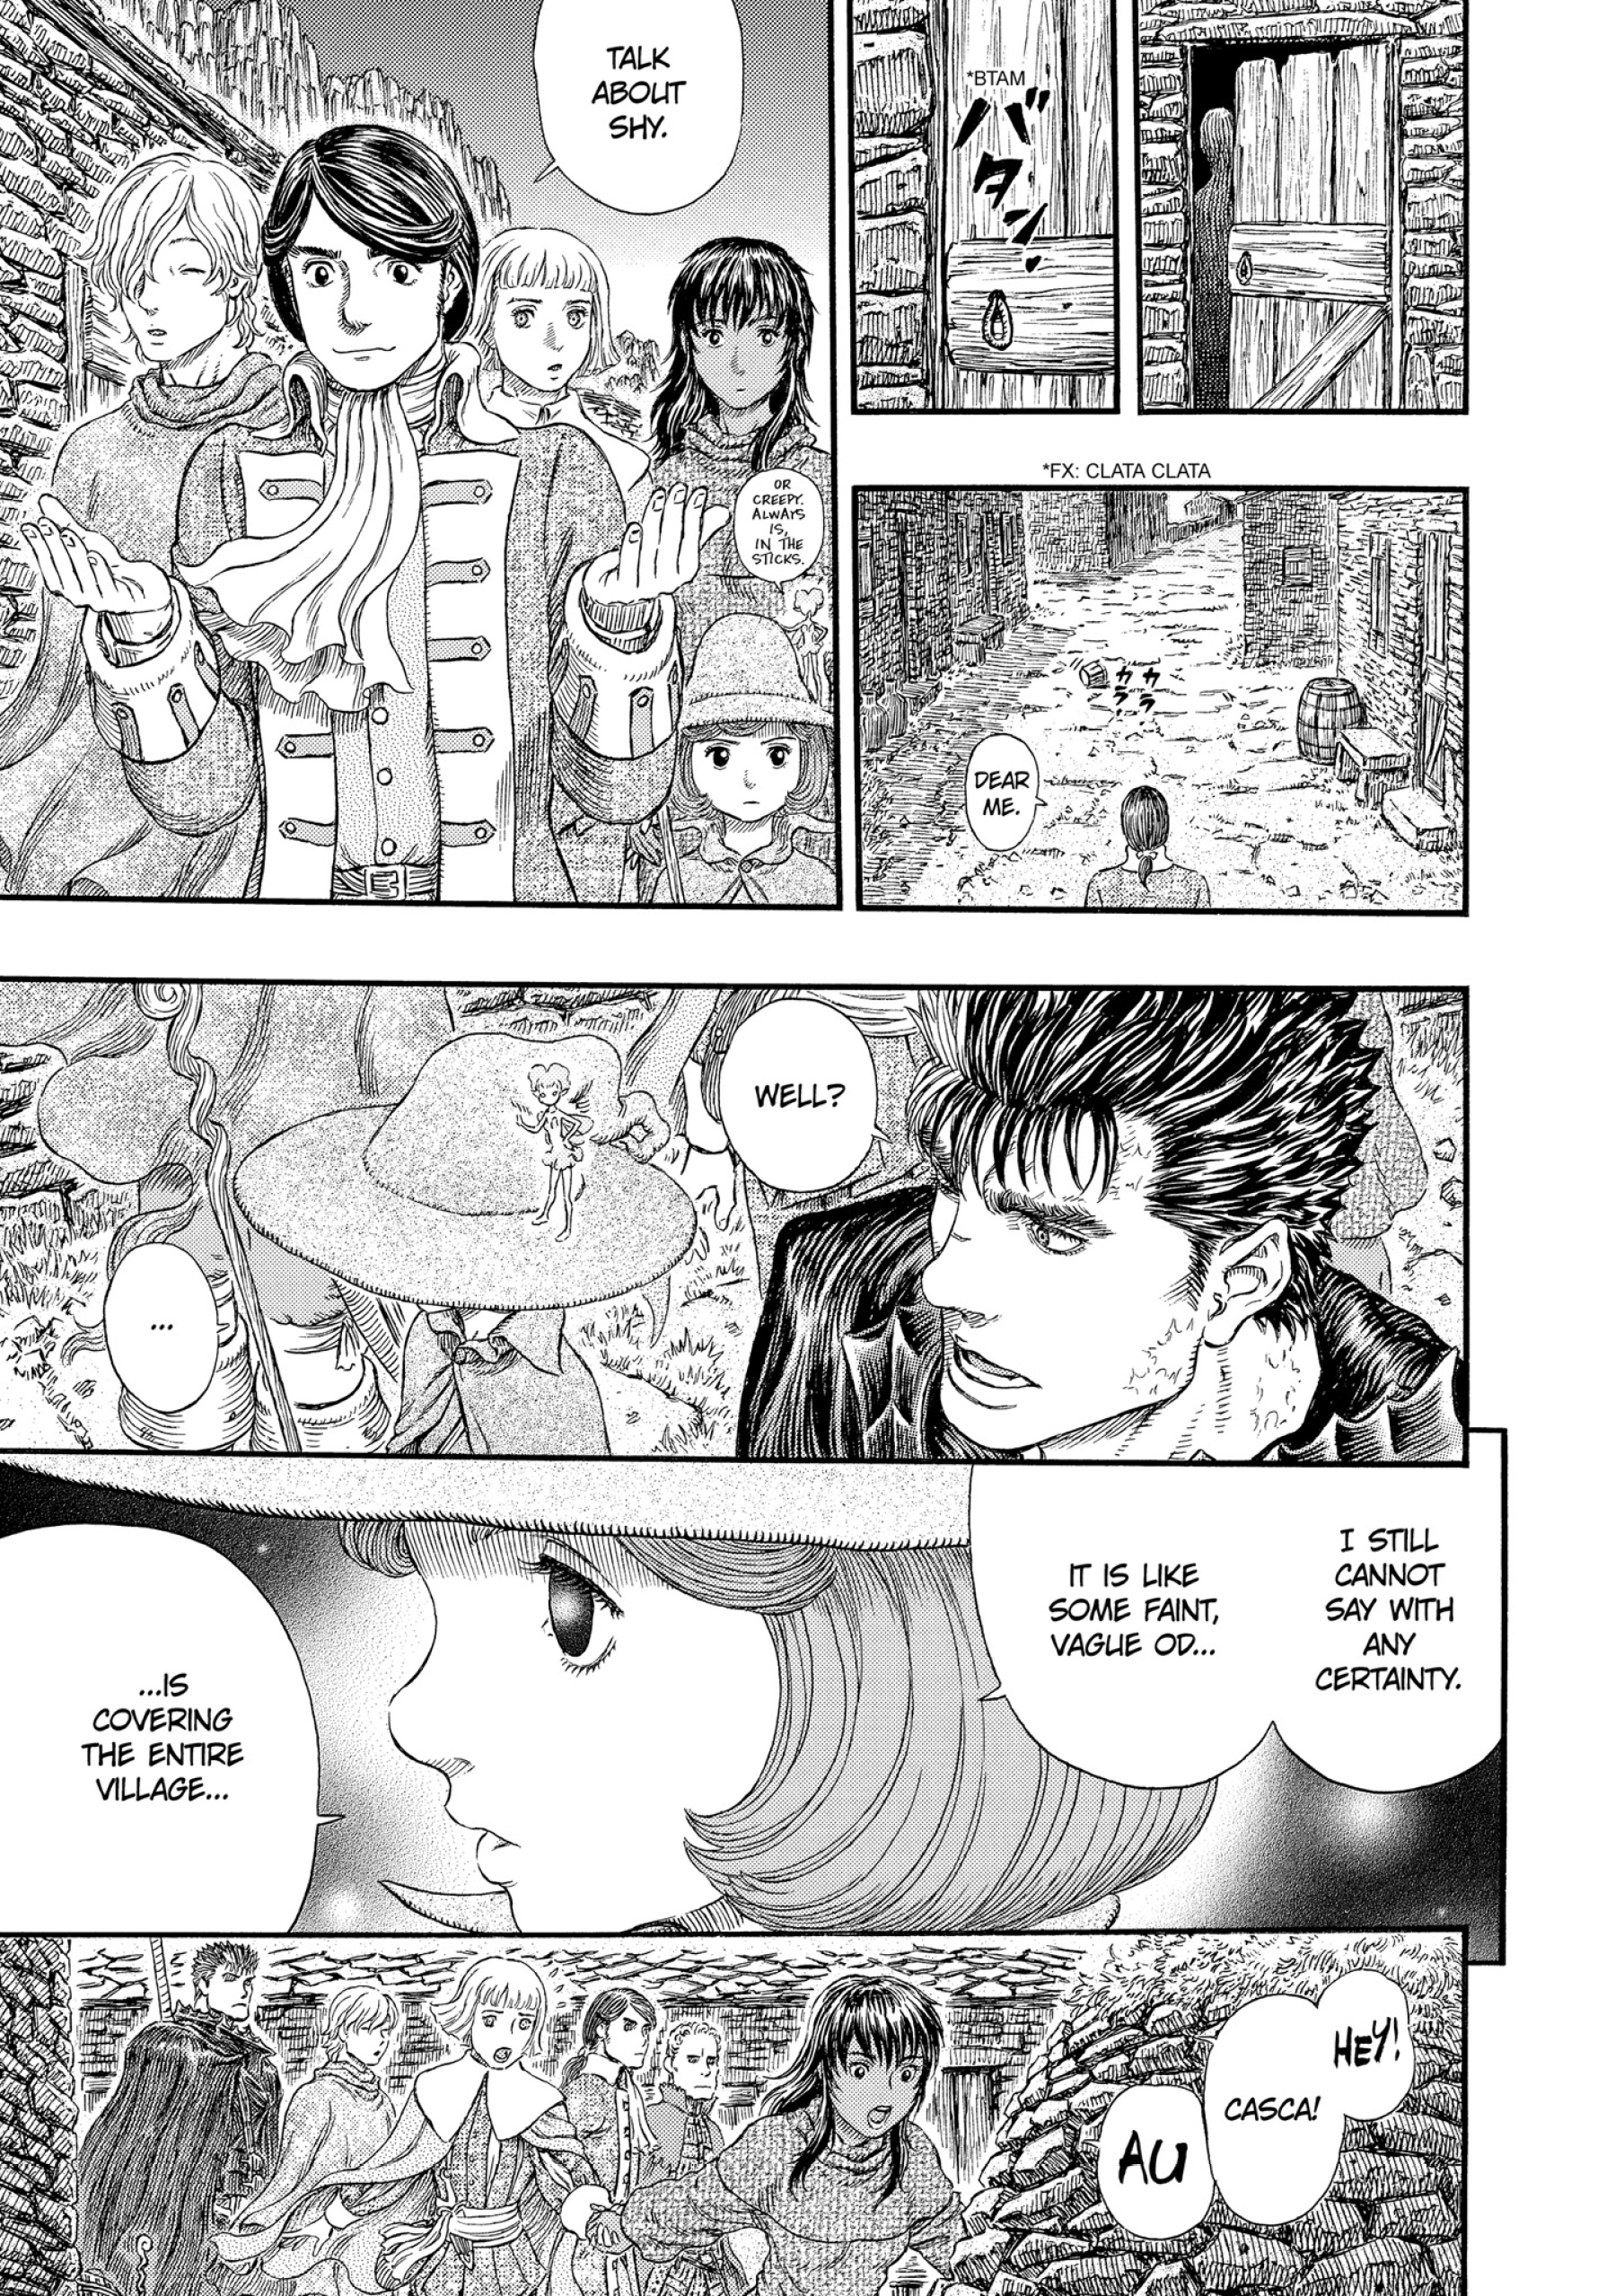 *BTAM
バタン
*FX: CLATA CLATA
カラ
カラ
DEAR
ME.
TALK
ABOUT
SHY.
OR
CREEPY.
ALWAYS
IS,
IN THE
STICKS.
WELL?
...
I STILL
CANNOT
SAY WITH
ANY
CERTAINTY.
IT IS LIKE
SOME FAINT,
VAGUE OD...
...IS
COVERING
THE ENTIRE
VILLAGE...
HEY!
CASCA!
AU